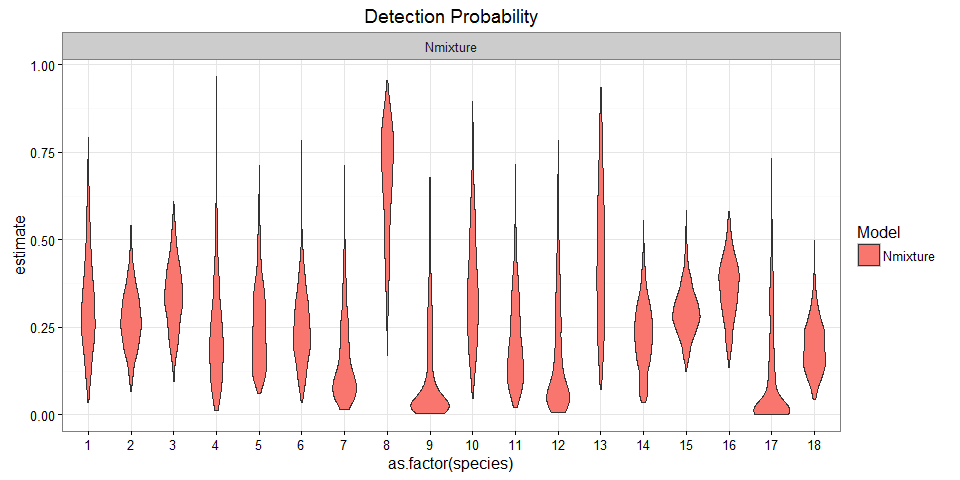 Detection Probability
Nmixture
1.00
0.75
0.50
0.25
0.00
estimate
1 2 3 4 5 6 7 8 9 10 11 12 13 14 15 16 17 18
as.factor(species)
Model
Nmixture